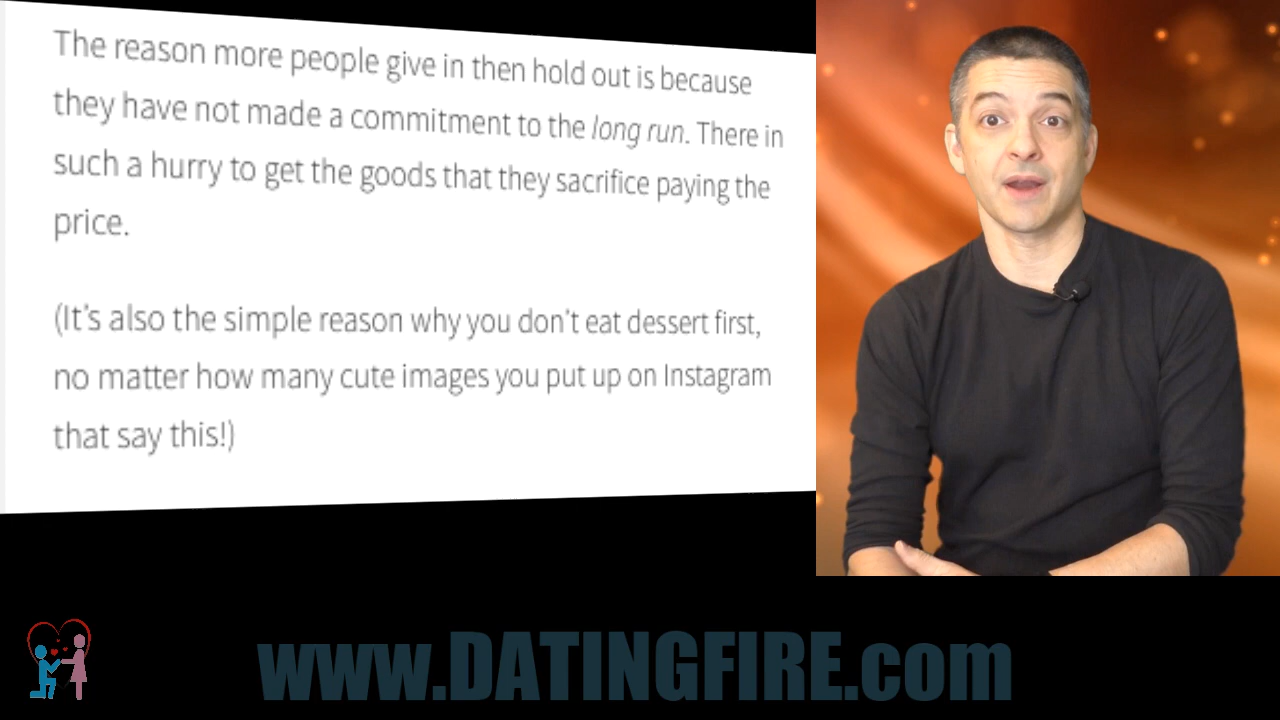 The reason more people give in then hold out is because
they have not made a commitment to the long run. There in
such a hurry to get the goods that they sacrifice paying the
price.
(It's also the simple reason why you don't eat dessert first,
no matter how many cute images you put up on Instagram
that say this!)
www.DATINGFIRE.com